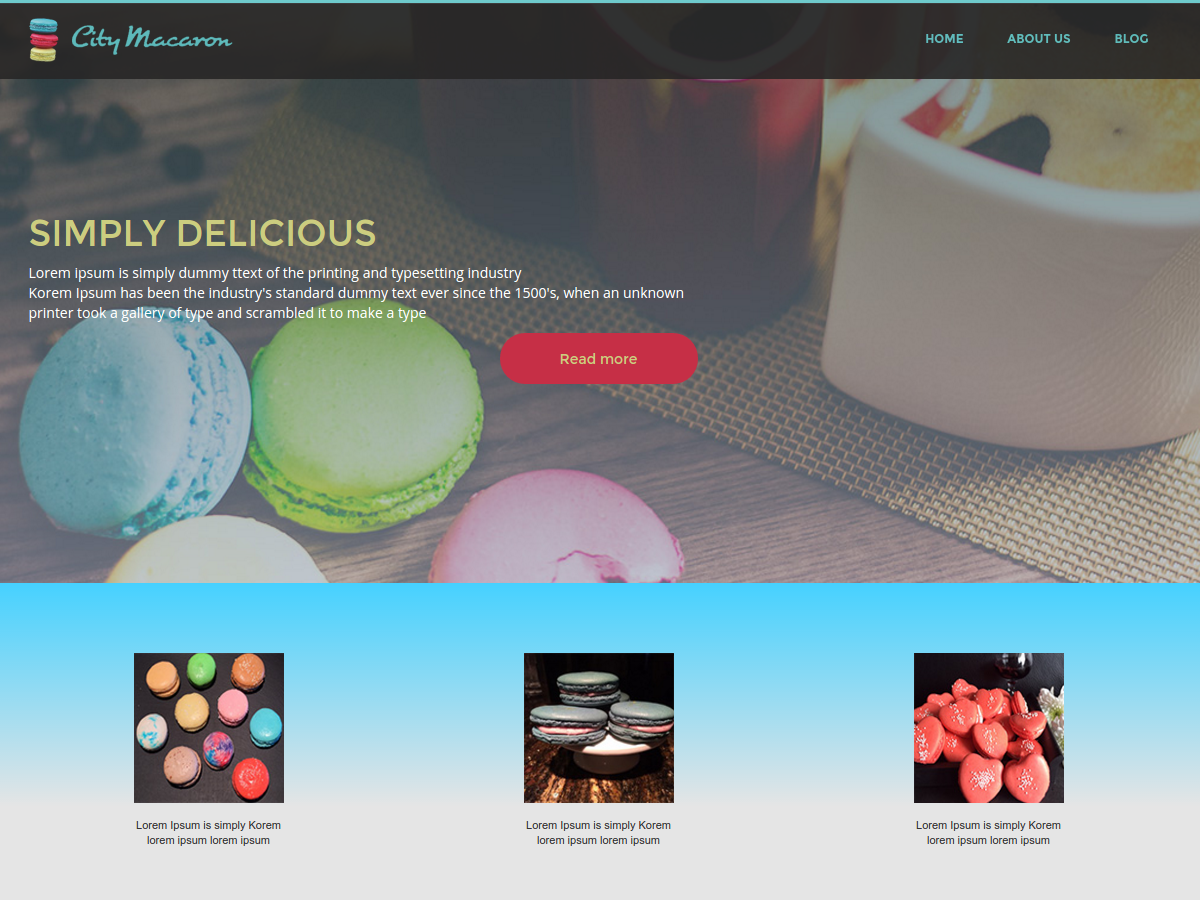 City Macaron
HOME ABOUT US BLOG
SIMPLY DELICIOUS
Lorem ipsum is simply dummy ttext of the printing and typesetting industry
Korem Ipsum has been the industry's standard dummy text ever since the 1500's, when an unknown
printer took a gallery of type and scrambled it to make a type
Read more
Lorem Ipsum is simply Korem
lorem ipsum lorem ipsum
Lorem Ipsum is simply Korem
lorem ipsum lorem ipsum
Lorem Ipsum is simply Korem
lorem ipsum lorem ipsum